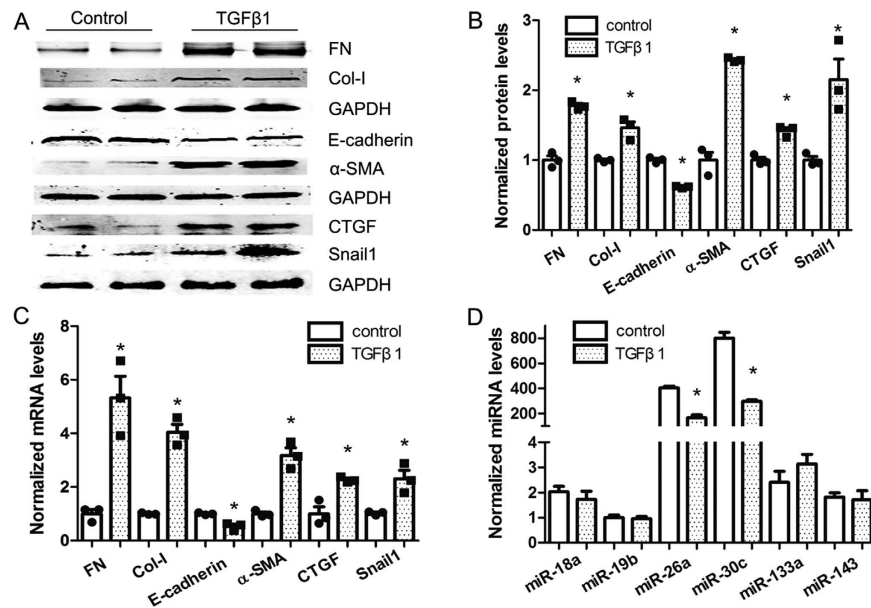 A
Control
TGFβ1
FN
Col-I
GAPDH
E-cadherin
α-SMA
GAPDH
CTGF
Snail1
GAPDH
B
Normalized protein levels
3
2
1
0
control
TGFβ 1
*
*
*
*
*
*
FN
Col-I
E-cadherin
α-SMA
CTGF
Snail1
C
Normalized mRNA levels
8
6
4
2
0
control
TGFβ 1
*
*
*
*
*
*
FN
Col-I
E-cadherin
α-SMA
CTGF
Snail1
D
Normalized miRNA levels
800
600
400
200
4
3
2
1
0
control
TGFβ 1
*
*
miR-18a
miR-19b
miR-26a
miR-30c
miR-133a
miR-143